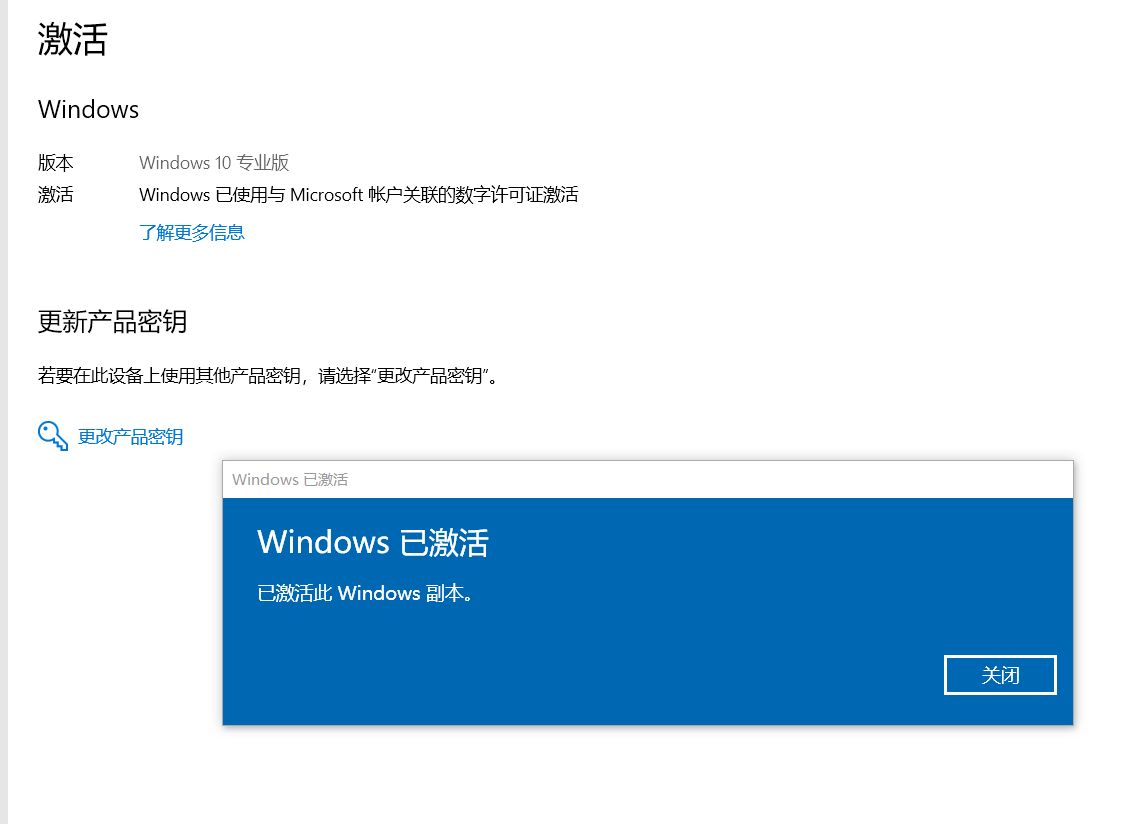 激活
Windows
版本 Windows 10 专业版
激活 Windows 已使用与 Microsoft 帐户关联的数字许可证激活
了解更多信息
更新产品密钥
若要在此设备上使用其他产品密钥，请选择“更改产品密钥”。
更改产品密钥
Windows 已激活
Windows 已激活
已激活此 Windows 副本。
关闭